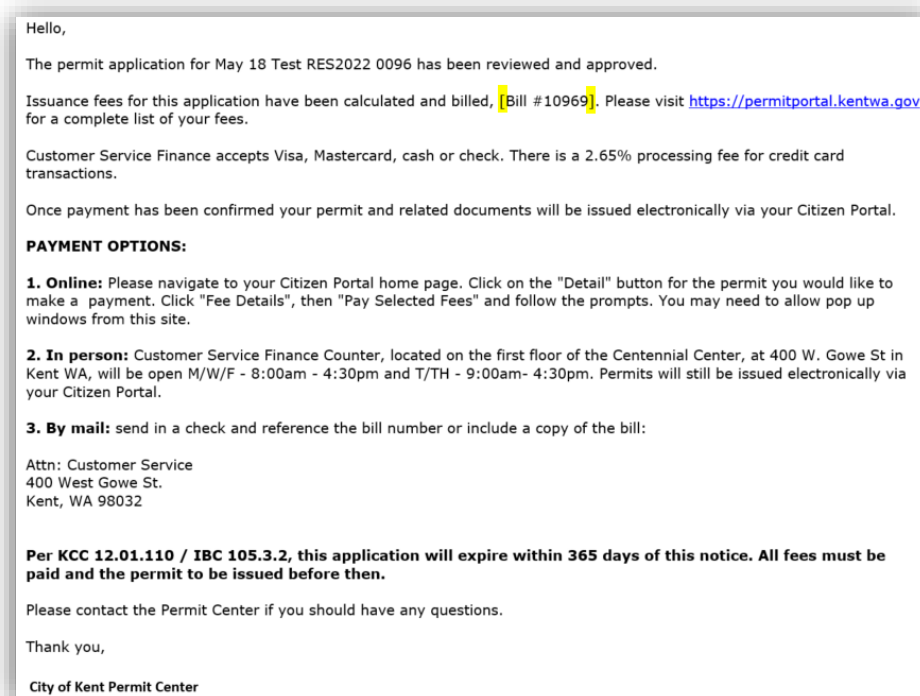 Hello,
The permit application for May 18 Test RES2022 0096 has been reviewed and approved.
Issuance fees for this application have been calculated and billed, [Bill #10969]. Please visit https://permitportal.kentwa.gov
for a complete list of your fees.
Customer Service Finance accepts Visa, Mastercard, cash or check. There is a 2.65% processing fee for credit card
transactions.
Once payment has been confirmed your permit and related documents will be issued electronically via your Citizen Portal.
PAYMENT OPTIONS:
1. Online: Please navigate to your Citizen Portal home page. Click on the "Detail" button for the permit you would like to
make a  payment. Click "Fee Details", then "Pay Selected Fees" and follow the prompts. You may need to allow pop up
windows from this site.
2. In person: Customer Service Finance Counter, located on the first floor of the Centennial Center, at 400 W. Gowe St in
Kent WA, will be open M/W/F - 8:00am - 4:30pm and T/TH - 9:00am- 4:30pm. Permits will still be issued electronically via
your Citizen Portal.
3. By mail: send in a check and reference the bill number or include a copy of the bill:
Attn: Customer Service
400 West Gowe St.
Kent, WA 98032
Per KCC 12.01.110 / IBC 105.3.2, this application will expire within 365 days of this notice. All fees must be
paid and the permit to be issued before then.
Please contact the Permit Center if you should have any questions.
Thank you,
City of Kent Permit Center